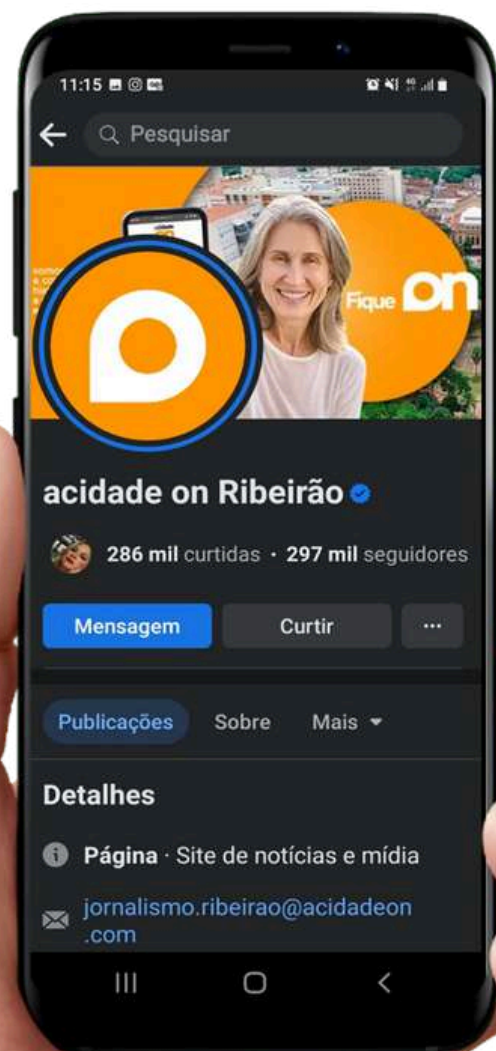 11:15
Pesquisar
Fique on
acidade on Ribeirão
286 mil curtidas · 297 mil seguidores
Mensagem
Curtir
...
Publicações
Sobre
Mais
Detalhes
Página · Site de notícias e mídia
jornalismo.ribeirao@acidadeon
.com